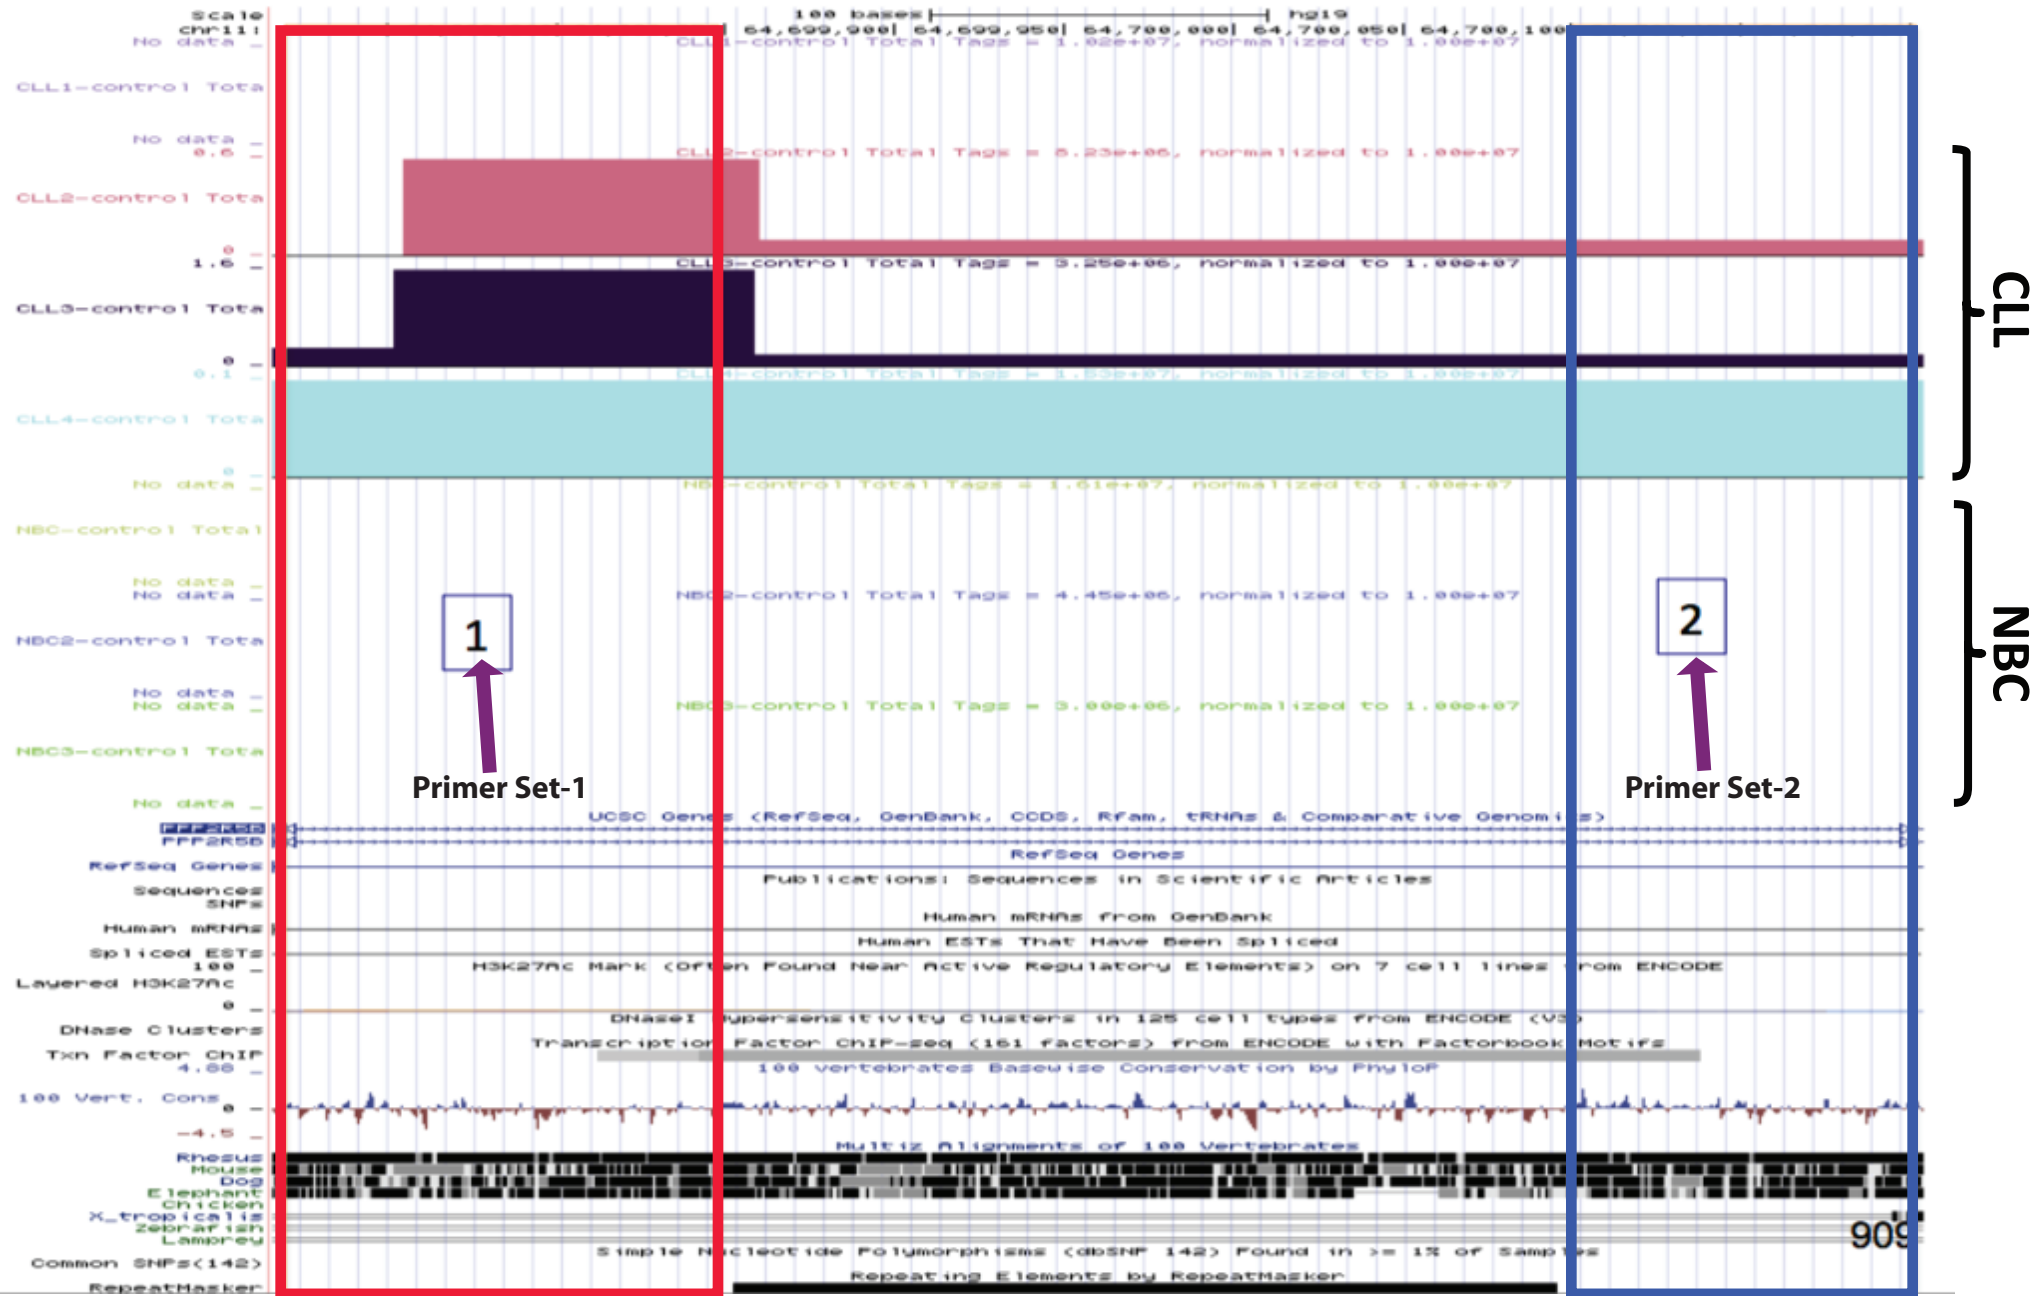 Scale 100 bases hg19
chr11: 64,699,900| 64,699,950| 64,700,000| 64,700,050| 64,700,100
No data _ CLL1-control Total Tags = 1.02e+07, normalized to 1.00e+07
CLL1-control Tota
No data _
0.6 _ CLL2-control Total Tags = 5.23e+06, normalized to 1.00e+07
CLL2-control Tota
0 _
1.6 _ CLL3-control Total Tags = 3.25e+06, normalized to 1.00e+07
CLL3-control Tota
0 _
0.1 _ CLL4-control Total Tags = 1.53e+07, normalized to 1.00e+07
CLL4-control Tota
0 _
CLL
No data _ NBC-control Total Tags = 1.61e+07, normalized to 1.00e+07
NBC-control Total
No data _
No data _ NBC2-control Total Tags = 4.45e+06, normalized to 1.00e+07
NBC2-control Tota
No data _
No data _ NBC3-control Total Tags = 3.00e+06, normalized to 1.00e+07
NBC3-control Tota
No data _
NBC
1
2
Primer Set-1
Primer Set-2
UCSC Genes (RefSeq, GenBank, CCDS, Rfam, tRNAs & Comparative Genomics)
PPP2R5B
PPP2R5B
RefSeq Genes
RefSeq Genes
Publications: Sequences in Scientific Articles
Sequences
SNPs
Human mRNAs from GenBank
Human mRNAs
Human ESTs That Have Been Spliced
Spliced ESTs
100 _ H3K27Ac Mark (Often Found Near Active Regulatory Elements) on 7 cell lines from ENCODE
Layered H3K27Ac
0 _
DNaseI Hypersensitivity Clusters in 125 cell types from ENCODE (V3)
DNase Clusters
Transcription Factor ChIP-seq (161 factors) from ENCODE with Factorbook Motifs
Txn Factor ChIP
4.88 _ 100 vertebrates Basewise Conservation by PhyloP
100 Vert. Cons
0 _
-4.5 _
Multiz Alignments of 100 Vertebrates
Rhesus
Mouse
Dog
Elephant
Chicken
X_tropicalis
Zebrafish
Lamprey
909
Simple Nucleotide Polymorphisms (dbSNP 142) Found in >= 1% of Samples
Common SNPs(142)
Repeating Elements by RepeatMasker
RepeatMasker